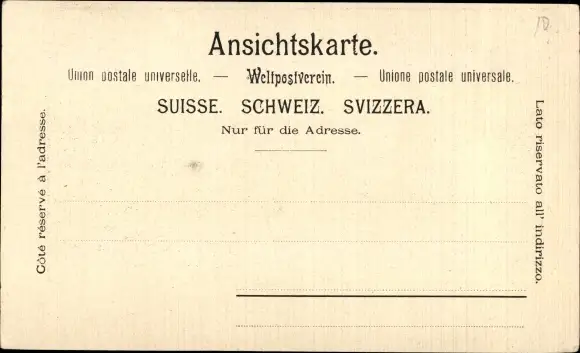 Ansichtskarte.
Union postale universelle. — Weltpostverein. — Unione postale universale.
SUISSE. SCHWEIZ. SVIZZERA.
Nur für die Adresse.
Côté réservé à l'adresse.
Lato riservato all' indirizzo.